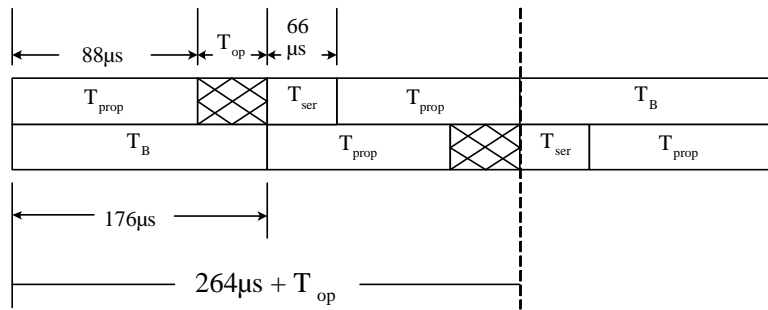 88μs
T op
66
μs
T prop
T ser
T prop
T B
T B
T prop
T ser
T prop
176μs
264μs + T op